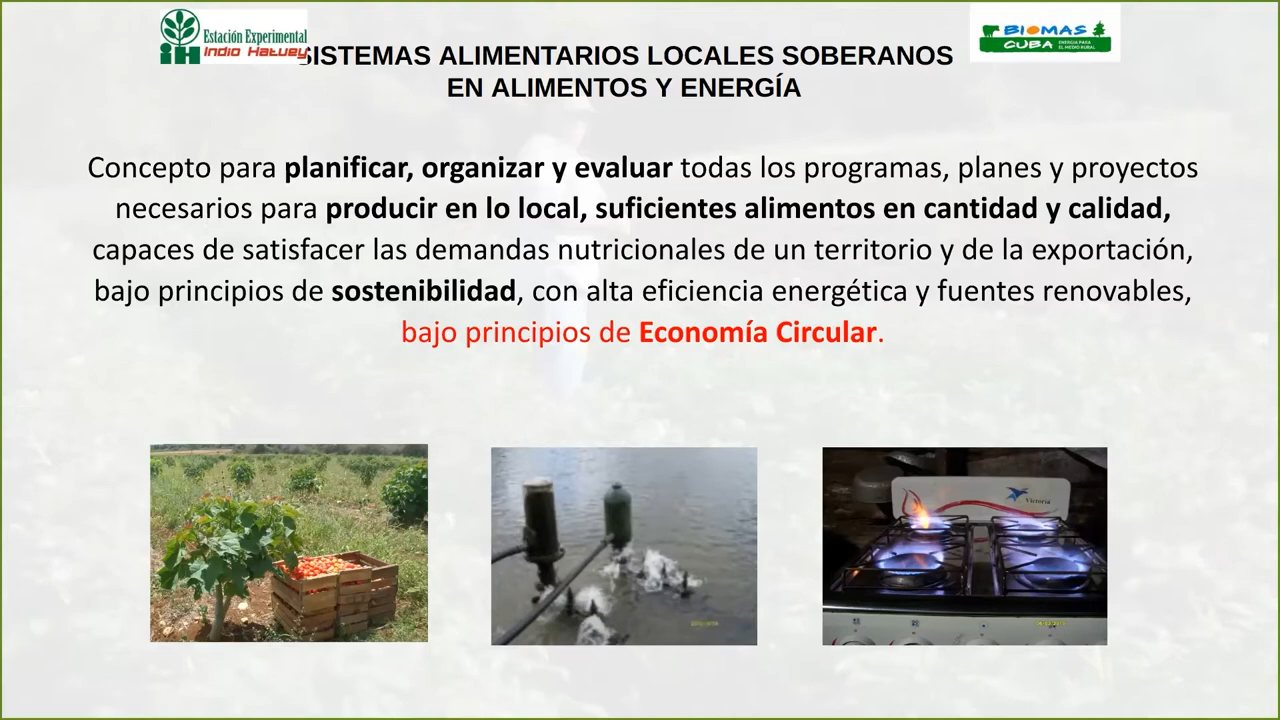 Estación Experimental
Indio Hatuey
BIOMAS
CUBA
ENERGÍA PARA
EL MEDIO RURAL
SISTEMAS ALIMENTARIOS LOCALES SOBERANOS
EN ALIMENTOS Y ENERGÍA
Concepto para planificar, organizar y evaluar todas los programas, planes y proyectos
necesarios para producir en lo local, suficientes alimentos en cantidad y calidad,
capaces de satisfacer las demandas nutricionales de un territorio y de la exportación,
bajo principios de sostenibilidad, con alta eficiencia energética y fuentes renovables,
bajo principios de Economía Circular.
Victoria